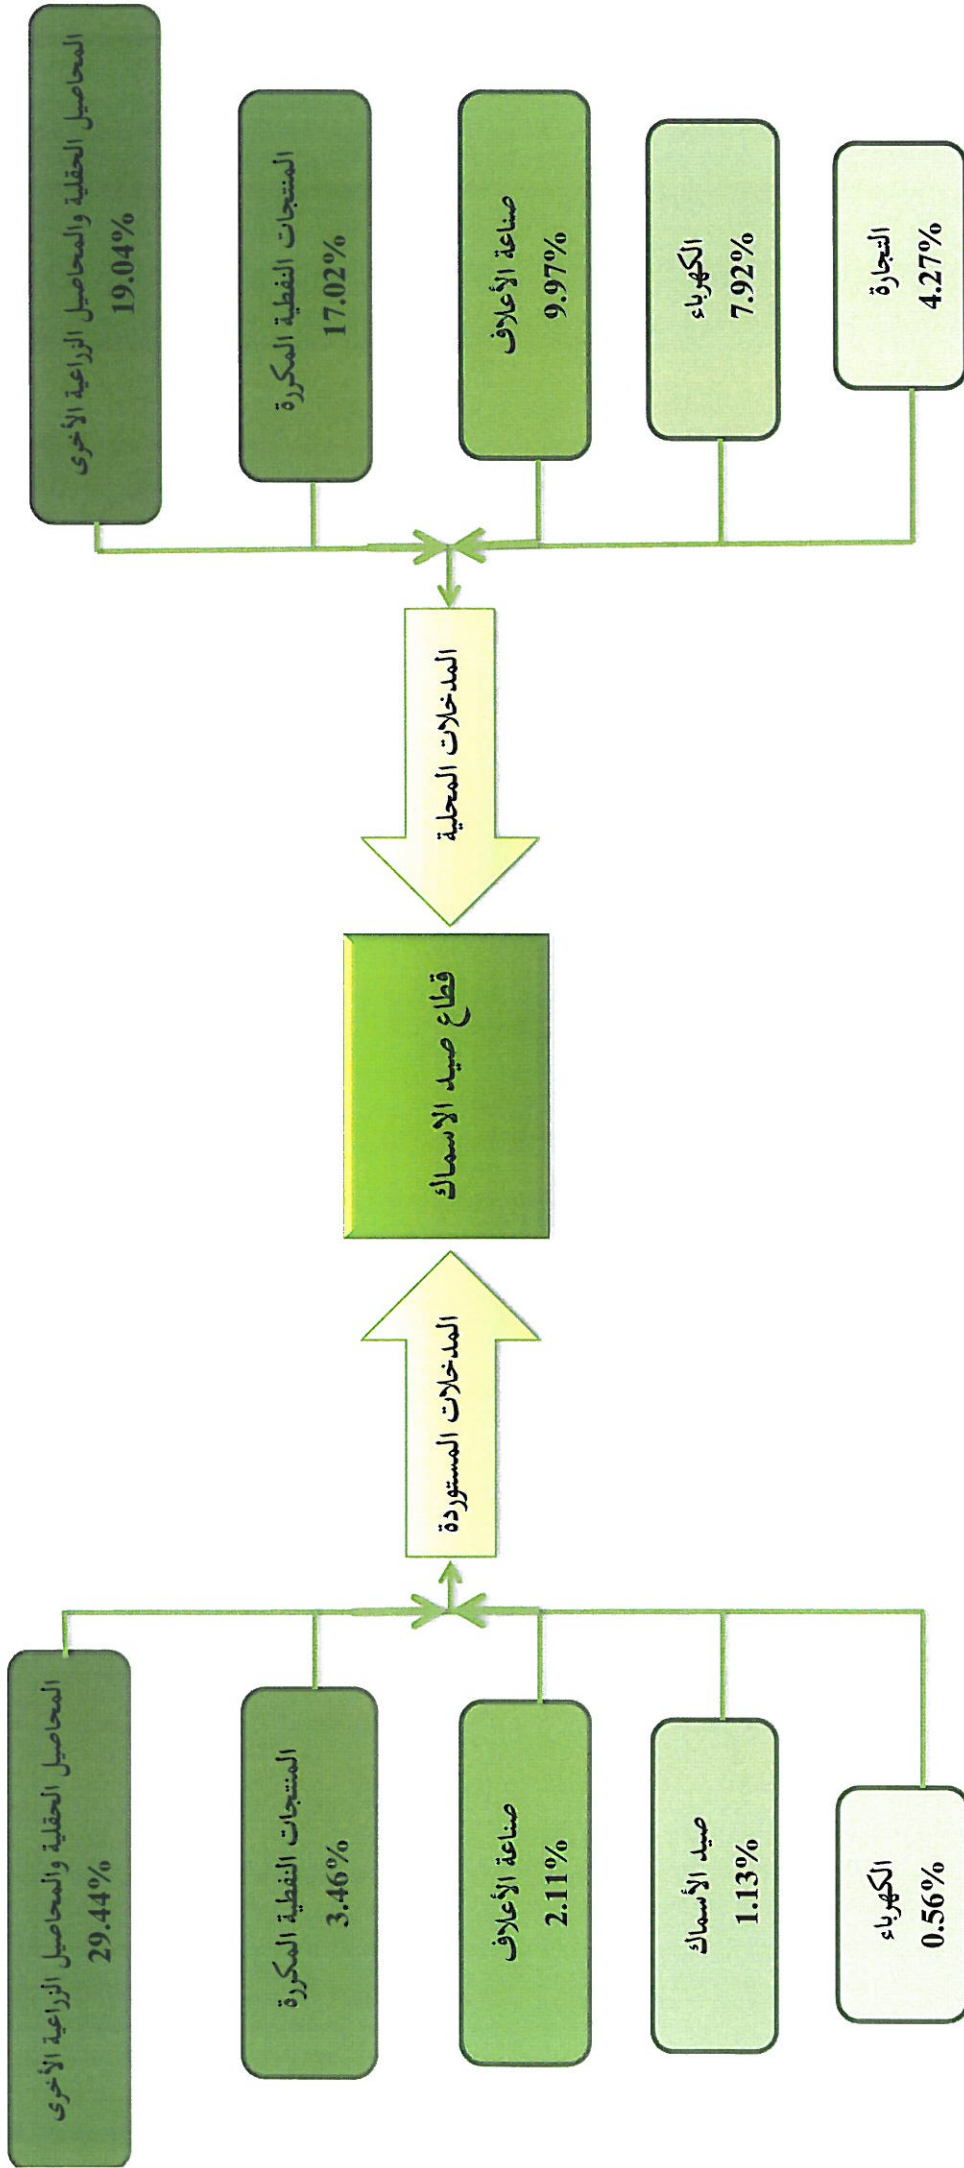 المحاصيل الحقلية والمحاصيل الزراعية الأخرى
19.04%
المنتجات النفطية المكررة
17.02%
صناعة الأعلاف
9.97%
الكهرباء
7.92%
التجارة
4.27%
المدخلات المحلية
قطاع صيد الاسماك
المدخلات المستوردة
المحاصيل الحقلية والمحاصيل الزراعية الأخرى
29.44%
المنتجات النفطية المكررة
3.46%
صناعة الأعلاف
2.11%
صيد الأسماك
1.13%
الكهرباء
0.56%